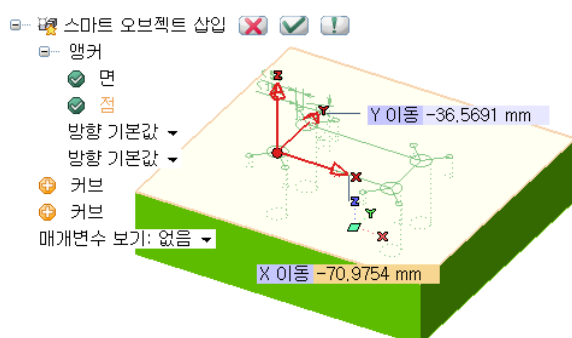 스마트 오브젝트 삽입
앵커
면
점
방향 기본값
방향 기본값
커브
커브
매개변수 보기: 없음
Z
Y
Y 이동 -36,5691 mm
X
Z
Y
X
X 이동 -70,9754 mm